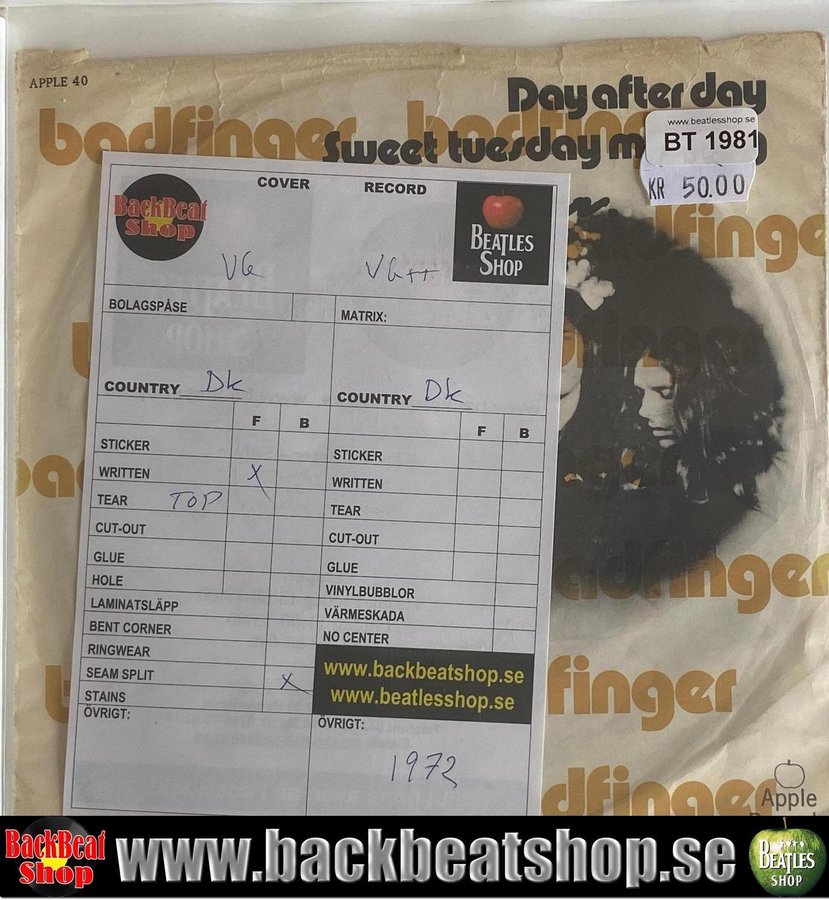 APPLE 40
Day after day
Sweet tuesday m
www.beatlesshop.se
BT 1981
KR 50.00
badfinger
BackBeat
Shop
COVER
RECORD
BEATLES
SHOP
VG
VG++
BOLAGSPÅSE
MATRIX:
COUNTRY Dk
COUNTRY Dk
F B
F B
STICKER
WRITTEN X
TEAR TOP
CUT-OUT
GLUE
HOLE
LAMINATSLÄPP
BENT CORNER
RINGWEAR
SEAM SPLIT X
STAINS
ÖVRIGT:
STICKER
WRITTEN
TEAR
CUT-OUT
GLUE
VINYLBUBBLOR
VÄRMESKADA
NO CENTER
www.backbeatshop.se
www.beatlesshop.se
ÖVRIGT:
1972
finger
Apple
BackBeat
Shop
www.backbeatshop.se
BEATLES
SHOP